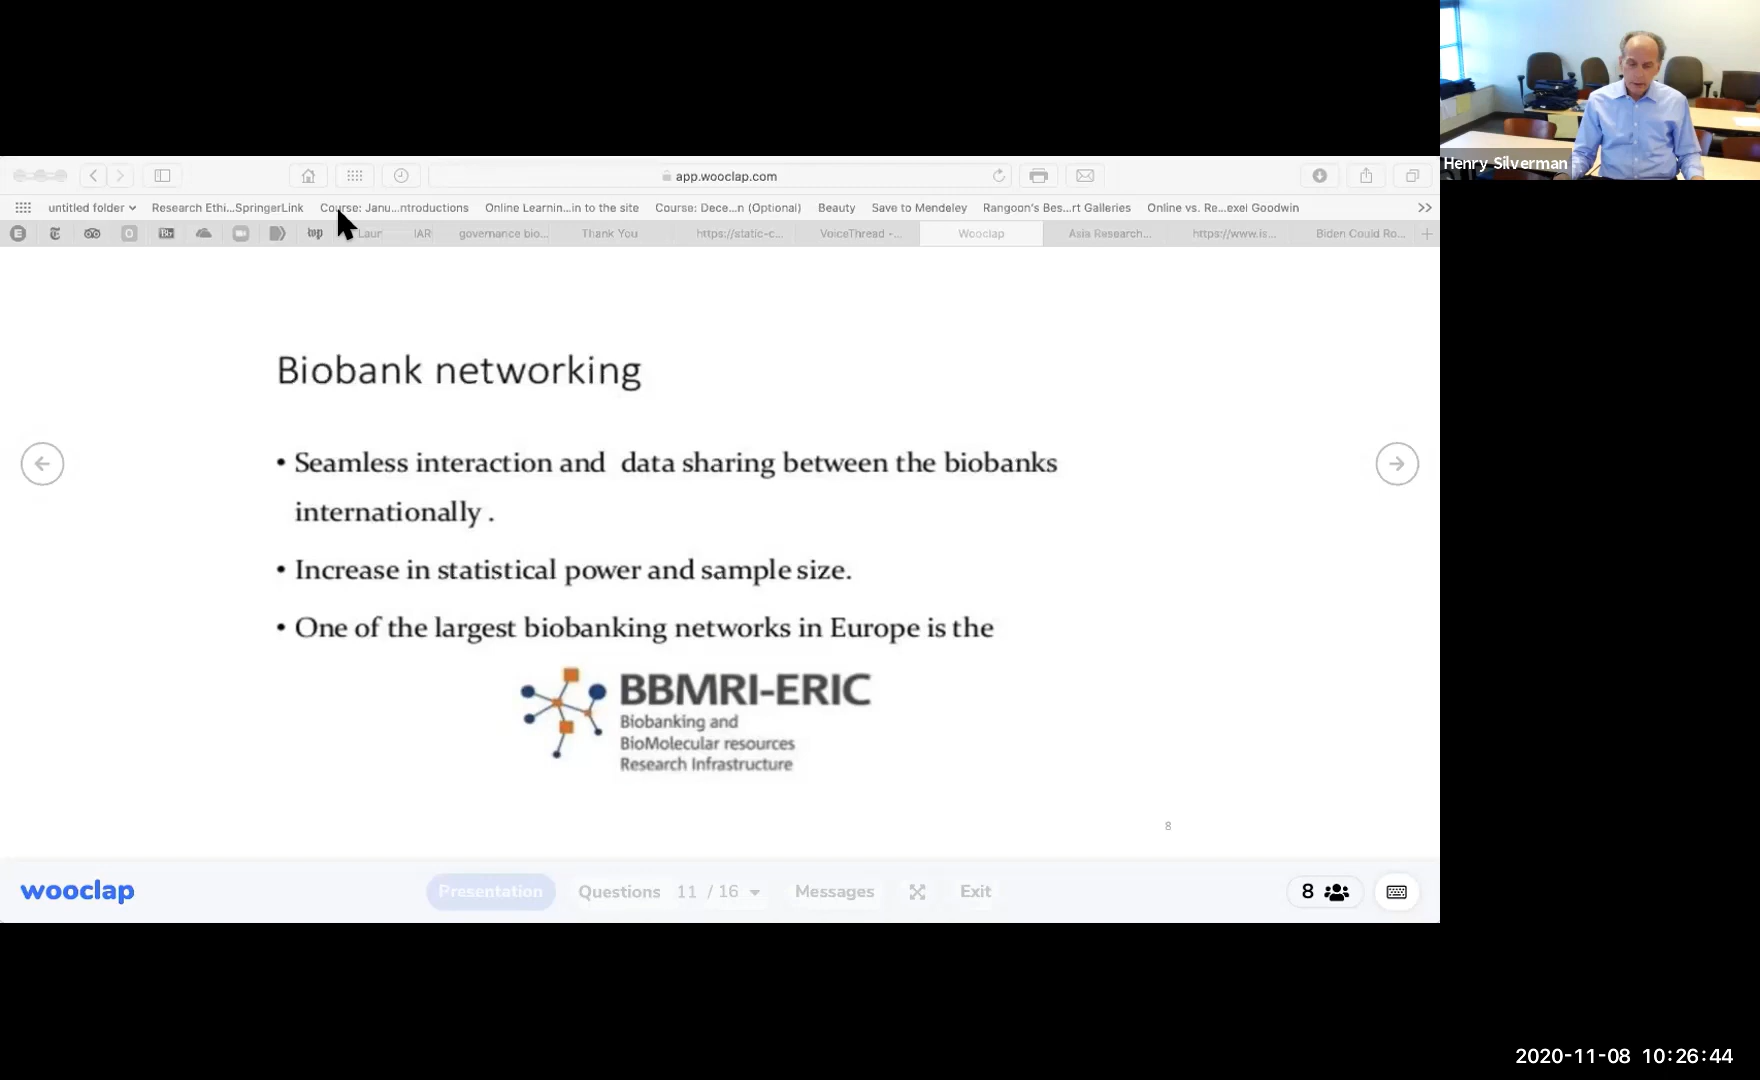 Henry Silverman
app.wooclap.com
untitled folder
Research Ethi...SpringerLink
Course: Janu...ntroductions
Online Learnin...in to the site
Course: Dece...n (Optional)
Beauty
Save to Mendeley
Rangoon's Bes...rt Galleries
Online vs. Re...exel Goodwin
>>
wp
Laur
IAR
governance bio...
Thank You
https://static-c...
VoiceThread -...
Wooclap
Asia Research...
https://www.is...
Biden Could Ro...
Biobank networking
• Seamless interaction and data sharing between the biobanks
internationally .
• Increase in statistical power and sample size.
• One of the largest biobanking networks in Europe is the
BBMRI-ERIC
Biobanking and
BioMolecular resources
Research Infrastructure
8
wooclap
Presentation
Questions 11 / 16
Messages
Exit
8
2020-11-08 10:26:44